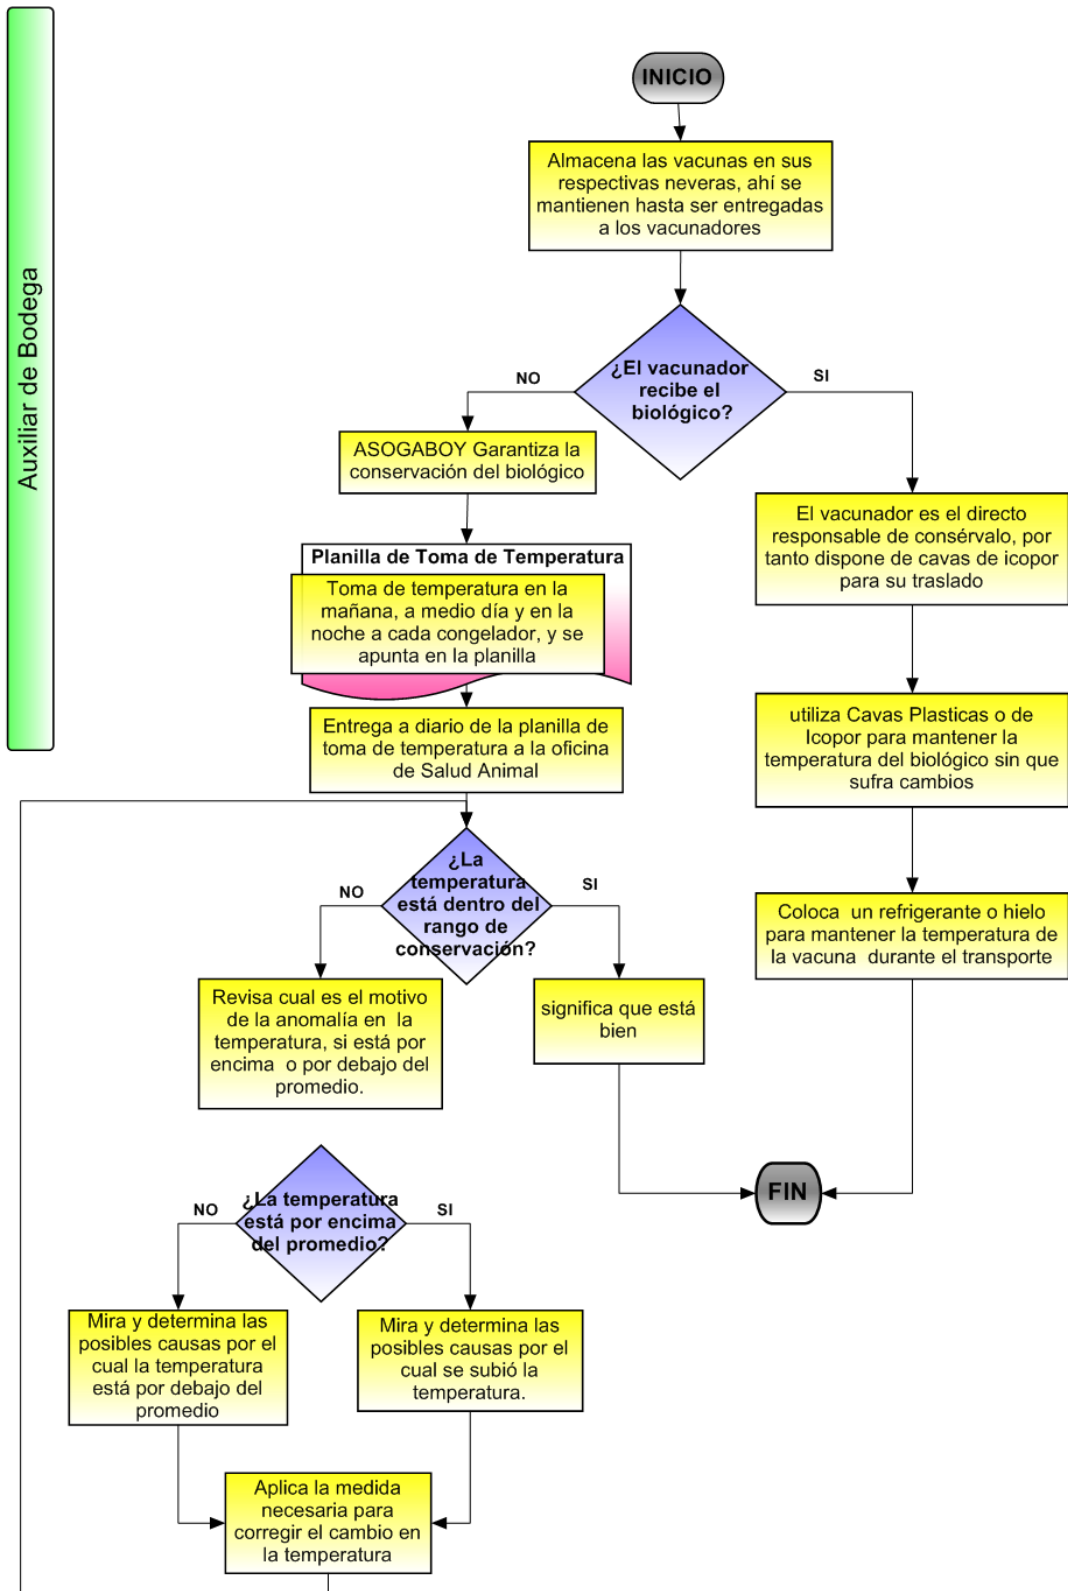 Auxiliar de Bodega
INICIO
Almacena las vacunas en sus
respectivas neveras, ahí se
mantienen hasta ser entregadas
a los vacunadores
¿El vacunador
recibe el
biológico?
NO
SI
ASOGABOY Garantiza la
conservación del biológico
El vacunador es el directo
responsable de consérvalo, por
tanto dispone de cavas de icopor
para su traslado
Planilla de Toma de Temperatura
Toma de temperatura en la
mañana, a medio día y en la
noche a cada congelador, y se
apunta en la planilla
utiliza Cavas Plasticas o de
Icopor para mantener la
temperatura del biológico sin que
sufra cambios
Entrega a diario de la planilla de
toma de temperatura a la oficina
de Salud Animal
¿La
temperatura
está dentro del
rango de
conservación?
NO
SI
Coloca un refrigerante o hielo
para mantener la temperatura de
la vacuna durante el transporte
Revisa cual es el motivo
de la anomalía en la
temperatura, si está por
encima o por debajo del
promedio.
significa que está
bien
FIN
¿La temperatura
está por encima
del promedio?
NO
SI
Mira y determina las
posibles causas por el
cual la temperatura
está por debajo del
promedio
Mira y determina las
posibles causas por el
cual se subió la
temperatura.
Aplica la medida
necesaria para
corregir el cambio en
la temperatura